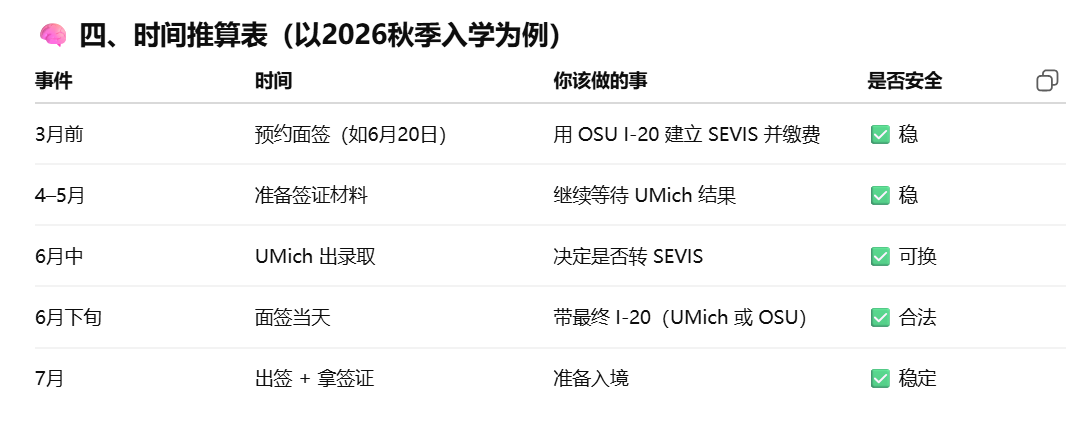 🧠 四、时间推算表（以2026秋季入学为例）
事件 时间 你该做的事 是否安全
3月前 预约面签（如6月20日） 用 OSU I-20 建立 SEVIS 并缴费 ✅ 稳
4–5月 准备签证材料 继续等待 UMich 结果 ✅ 稳
6月中 UMich 出录取 决定是否转 SEVIS ✅ 可换
6月下旬 面签当天 带最终 I-20（UMich 或 OSU） ✅ 合法
7月 出签 + 拿签证 准备入境 ✅ 稳定